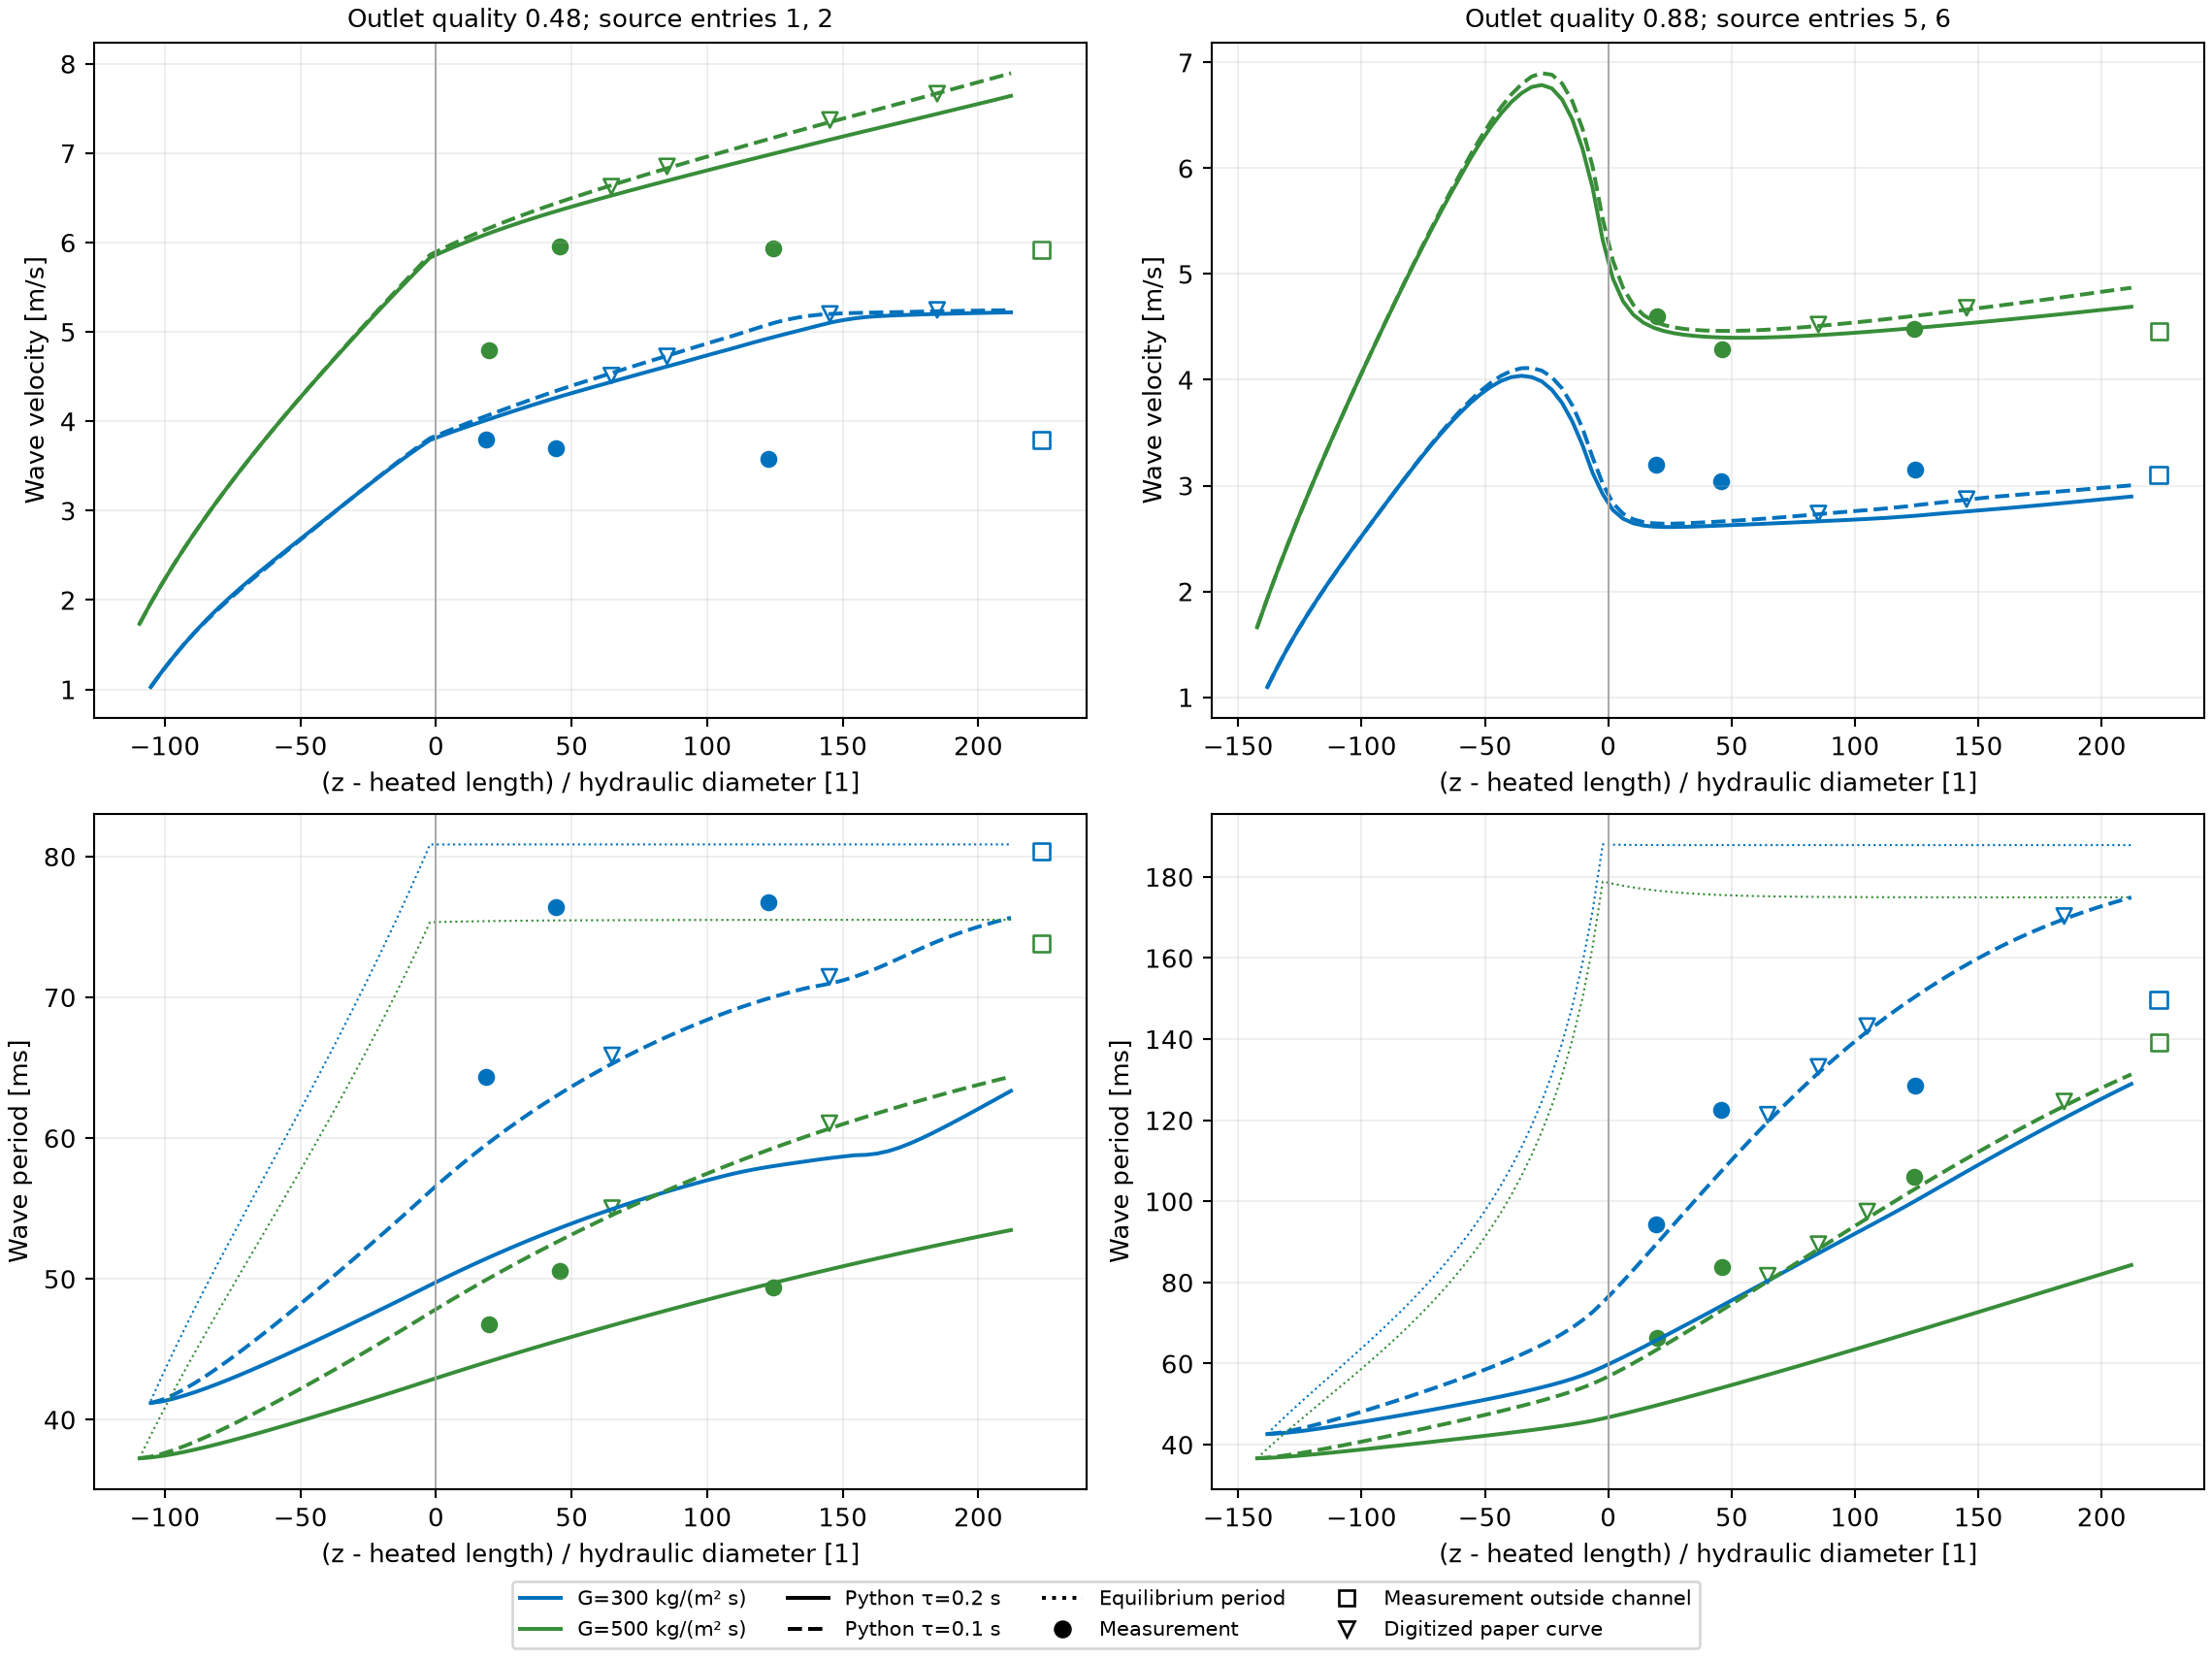 Outlet quality 0.48; source entries 1, 2
Wave velocity [m/s]
8
7
6
5
4
3
2
1
−100 −50 0 50 100 150 200
(z - heated length) / hydraulic diameter [1]
Outlet quality 0.88; source entries 5, 6
Wave velocity [m/s]
7
6
5
4
3
2
1
−150 −100 −50 0 50 100 150 200
(z - heated length) / hydraulic diameter [1]
Wave period [ms]
80
70
60
50
40
−100 −50 0 50 100 150 200
(z - heated length) / hydraulic diameter [1]
Wave period [ms]
180
160
140
120
100
80
60
40
−150 −100 −50 0 50 100 150 200
(z - heated length) / hydraulic diameter [1]
G=300 kg/(m² s) Python τ=0.2 s Equilibrium period Measurement outside channel
G=500 kg/(m² s) Python τ=0.1 s Measurement Digitized paper curve